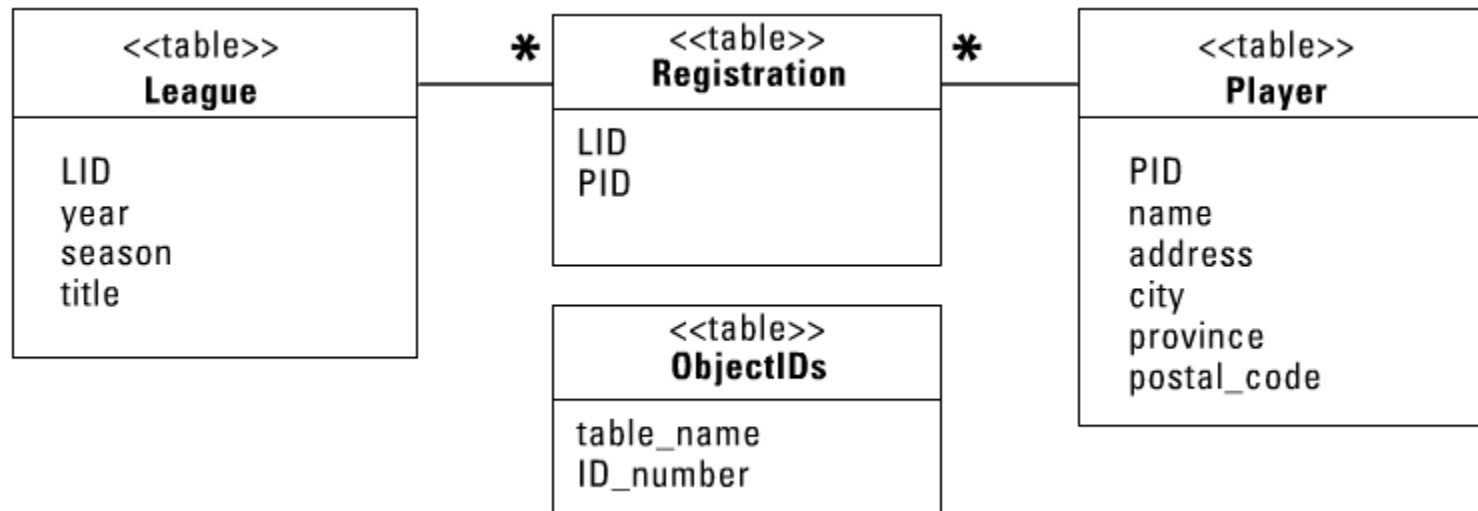 <<table>>
League
LID
year
season
title
*
<<table>>
Registration
LID
PID
*
<<table>>
Player
PID
name
address
city
province
postal_code
<<table>>
ObjectIDs
table_name
ID_number